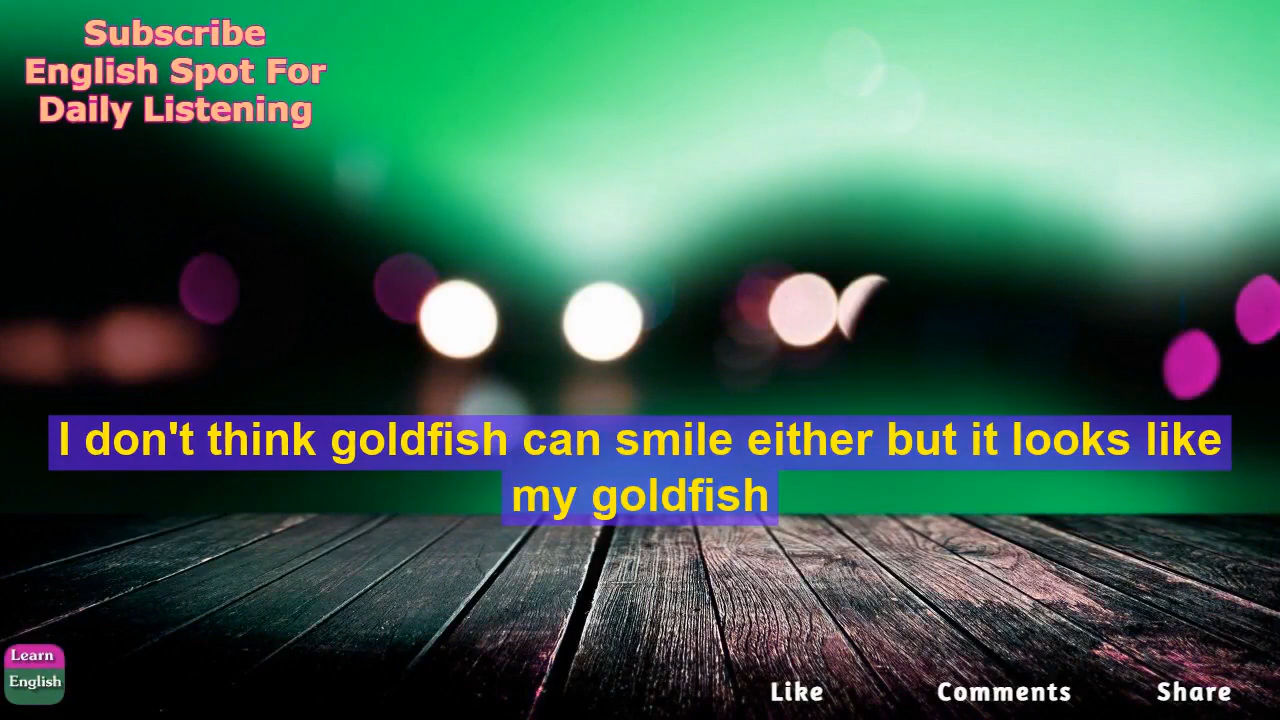 Subscribe
English Spot For
Daily Listening
I don't think goldfish can smile either but it looks like
my goldfish
Learn
English
Like
Comments
Share